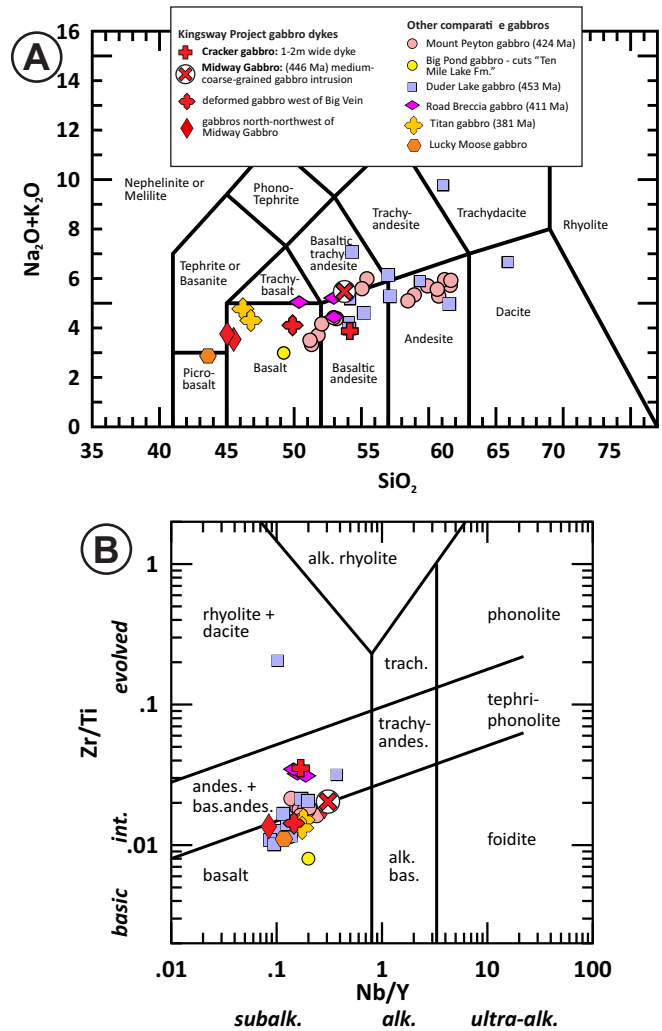 A
Kingsway Project gabbro dykes
Cracker gabbro: 1-2m wide dyke
Midway Gabbro: (446 Ma) medium-
coarse-grained gabbro intrusion
deformed gabbro west of Big Vein
gabbros north-northwest of
Midway Gabbro
Other comparati e gabbros
Mount Peyton gabbro (424 Ma)
Big Pond gabbro - cuts "Ten
Mile Lake Fm."
Duder Lake gabbro (453 Ma)
Road Breccia gabbro (411 Ma)
Titan gabbro (381 Ma)
Lucky Moose gabbro
Na2O+K2O
16
14
12
10
8
6
4
2
0
Nephelinite or
Melilite
Phono-
Tephrite
Trachy-
andesite
Trachydacite
Rhyolite
Tephrite or
Basanite
Trachy-
basalt
Basaltic
trachy
andesite
Picro-
basalt
Basalt
Basaltic
andesite
Andesite
Dacite
35 40 45 50 55 60 65 70 75
SiO2
B
Zr/Ti
evolved
int.
basic
1
.1
.01
alk. rhyolite
rhyolite +
dacite
phonolite
trach.
trachy-
andes.
tephri-
phonolite
andes. +
bas.andes.
basalt
alk.
bas.
foidite
.01 .1 1 10 100
Nb/Y
subalk. alk. ultra-alk.